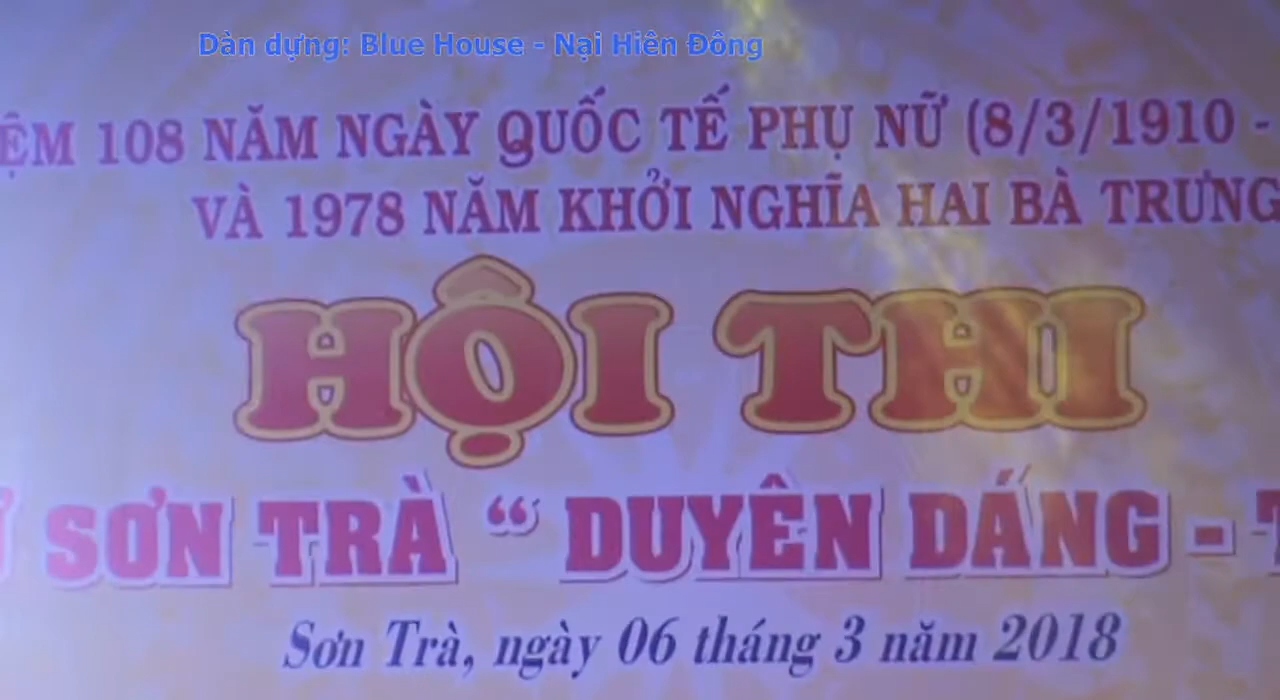 Dàn dựng: Blue House - Nại Hiên Đông
ỆM 108 NĂM NGÀY QUỐC TẾ PHỤ NỮ (8/3/1910 -
VÀ 1978 NĂM KHỞI NGHĨA HAI BÀ TRƯNG
HỘI THI
SƠN TRÀ “ DUYÊN DÁNG - T
Sơn Trà, ngày 06 tháng 3 năm 2018